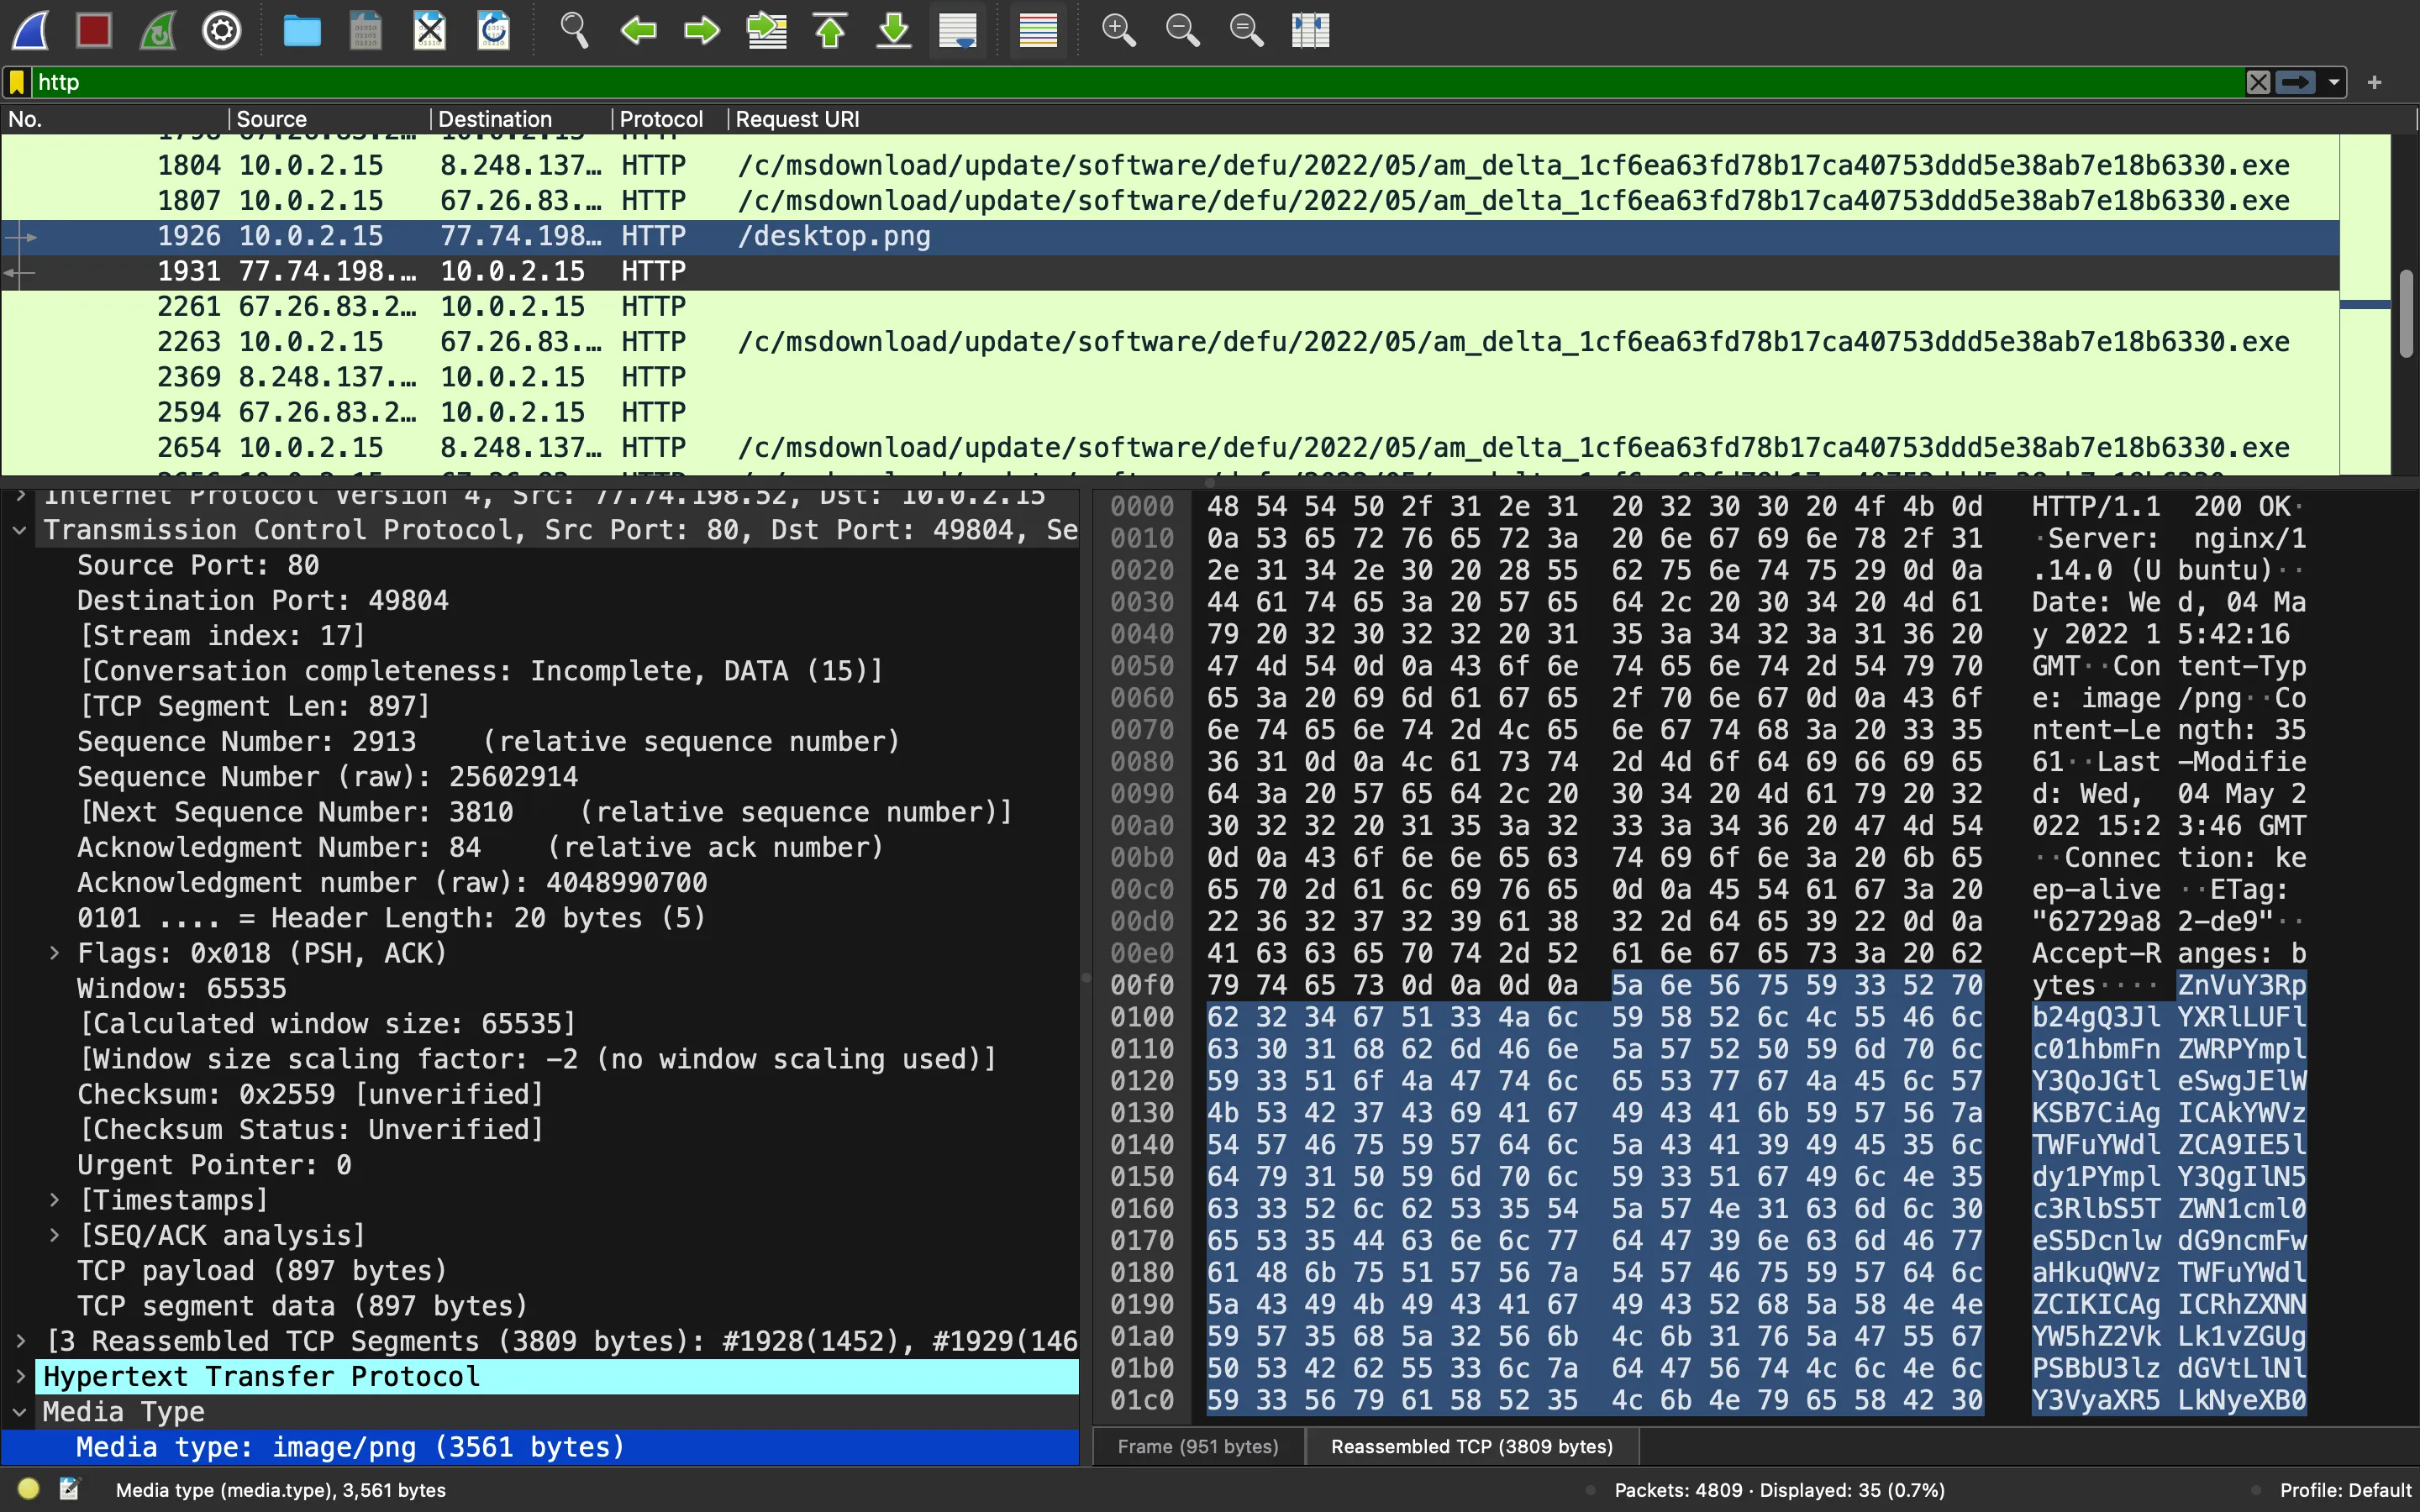 http
No. Source Destination Protocol Request URI
1804 10.0.2.15 8.248.137… HTTP /c/msdownload/update/software/defu/2022/05/am_delta_1cf6ea63fd78b17ca40753ddd5e38ab7e18b6330.exe
1807 10.0.2.15 67.26.83.… HTTP /c/msdownload/update/software/defu/2022/05/am_delta_1cf6ea63fd78b17ca40753ddd5e38ab7e18b6330.exe
1926 10.0.2.15 77.74.198… HTTP /desktop.png
1931 77.74.198.… 10.0.2.15 HTTP
2261 67.26.83.2… 10.0.2.15 HTTP
2263 10.0.2.15 67.26.83.… HTTP /c/msdownload/update/software/defu/2022/05/am_delta_1cf6ea63fd78b17ca40753ddd5e38ab7e18b6330.exe
2369 8.248.137.… 10.0.2.15 HTTP
2594 67.26.83.2… 10.0.2.15 HTTP
2654 10.0.2.15 8.248.137… HTTP /c/msdownload/update/software/defu/2022/05/am_delta_1cf6ea63fd78b17ca40753ddd5e38ab7e18b6330.exe
Internet Protocol Version 4, Src: 77.74.198.52, Dst: 10.0.2.15
Transmission Control Protocol, Src Port: 80, Dst Port: 49804, Se
Source Port: 80
Destination Port: 49804
[Stream index: 17]
[Conversation completeness: Incomplete, DATA (15)]
[TCP Segment Len: 897]
Sequence Number: 2913 (relative sequence number)
Sequence Number (raw): 25602914
[Next Sequence Number: 3810 (relative sequence number)]
Acknowledgment Number: 84 (relative ack number)
Acknowledgment number (raw): 4048990700
0101 .... = Header Length: 20 bytes (5)
Flags: 0x018 (PSH, ACK)
Window: 65535
[Calculated window size: 65535]
[Window size scaling factor: -2 (no window scaling used)]
Checksum: 0x2559 [unverified]
[Checksum Status: Unverified]
Urgent Pointer: 0
[Timestamps]
[SEQ/ACK analysis]
TCP payload (897 bytes)
TCP segment data (897 bytes)
[3 Reassembled TCP Segments (3809 bytes): #1928(1452), #1929(146
Hypertext Transfer Protocol
Media Type
Media type: image/png (3561 bytes)
0000 48 54 54 50 2f 31 2e 31 20 32 30 30 20 4f 4b 0d HTTP/1.1 200 OK·
0010 0a 53 65 72 76 65 72 3a 20 6e 67 69 6e 78 2f 31 ·Server: nginx/1
0020 2e 31 34 2e 30 20 28 55 62 75 6e 74 75 29 0d 0a .14.0 (U buntu)··
0030 44 61 74 65 3a 20 57 65 64 2c 20 30 34 20 4d 61 Date: We d, 04 Ma
0040 79 20 32 30 32 32 20 31 35 3a 34 32 3a 31 36 20 y 2022 1 5:42:16
0050 47 4d 54 0d 0a 43 6f 6e 74 65 6e 74 2d 54 79 70 GMT··Con tent-Typ
0060 65 3a 20 69 6d 61 67 65 2f 70 6e 67 0d 0a 43 6f e: image /png··Co
0070 6e 74 65 6e 74 2d 4c 65 6e 67 74 68 3a 20 33 35 ntent-Le ngth: 35
0080 36 31 0d 0a 4c 61 73 74 2d 4d 6f 64 69 66 69 65 61··Last -Modifie
0090 64 3a 20 57 65 64 2c 20 30 34 20 4d 61 79 20 32 d: Wed, 04 May 2
00a0 30 32 32 20 31 35 3a 32 33 3a 34 36 20 47 4d 54 022 15:2 3:46 GMT
00b0 0d 0a 43 6f 6e 6e 65 63 74 69 6f 6e 3a 20 6b 65 ··Connec tion: ke
00c0 65 70 2d 61 6c 69 76 65 0d 0a 45 54 61 67 3a 20 ep-alive ··ETag:
00d0 22 36 32 37 32 39 61 38 32 2d 64 65 39 22 0d 0a "62729a8 2-de9"··
00e0 41 63 63 65 70 74 2d 52 61 6e 67 65 73 3a 20 62 Accept-R anges: b
00f0 79 74 65 73 0d 0a 0d 0a 5a 6e 56 75 59 33 52 70 ytes···· ZnVuY3Rp
0100 62 32 34 67 51 33 4a 6c 59 58 52 6c 4c 55 46 6c b24gQ3Jl YXRlLUFl
0110 63 30 31 68 62 6d 46 6e 5a 57 52 50 59 6d 70 6c c01hbmFn ZWRPYmpl
0120 59 33 51 6f 4a 47 74 6c 65 53 77 67 4a 45 6c 57 Y3QoJGtl eSwgJElW
0130 4b 53 42 37 43 69 41 67 49 43 41 6b 59 57 56 7a KSB7CiAg ICAkYWVz
0140 54 57 46 75 59 57 64 6c 5a 43 41 39 49 45 35 6c TWFuYWdl ZCA9IE5l
0150 64 79 31 50 59 6d 70 6c 59 33 51 67 49 6c 4e 35 dy1PYmpl Y3QgIlN5
0160 63 33 52 6c 62 53 35 54 5a 57 4e 31 63 6d 6c 30 c3RlbS5T ZWN1cml0
0170 65 53 35 44 63 6e 6c 77 64 47 39 6e 63 6d 46 77 eS5Dcnlw dG9ncmFw
0180 61 48 6b 75 51 57 56 7a 54 57 46 75 59 57 64 6c aHkuQWVz TWFuYWdl
0190 5a 43 49 4b 49 43 41 67 49 43 52 68 5a 58 4e 4e ZCIKICAg ICRhZXNN
01a0 59 57 35 68 5a 32 56 6b 4c 6b 31 76 5a 47 55 67 YW5hZ2Vk Lk1vZGUg
01b0 50 53 42 62 55 33 6c 7a 64 47 56 74 4c 6c 4e 6c PSBbU3lz dGVtLlNl
01c0 59 33 56 79 61 58 52 35 4c 6b 4e 79 65 58 42 30 Y3VyaXR5 LkNyeXB0
Frame (951 bytes) Reassembled TCP (3809 bytes)
Media type (media.type), 3,561 bytes Packets: 4809 · Displayed: 35 (0.7%) Profile: Default